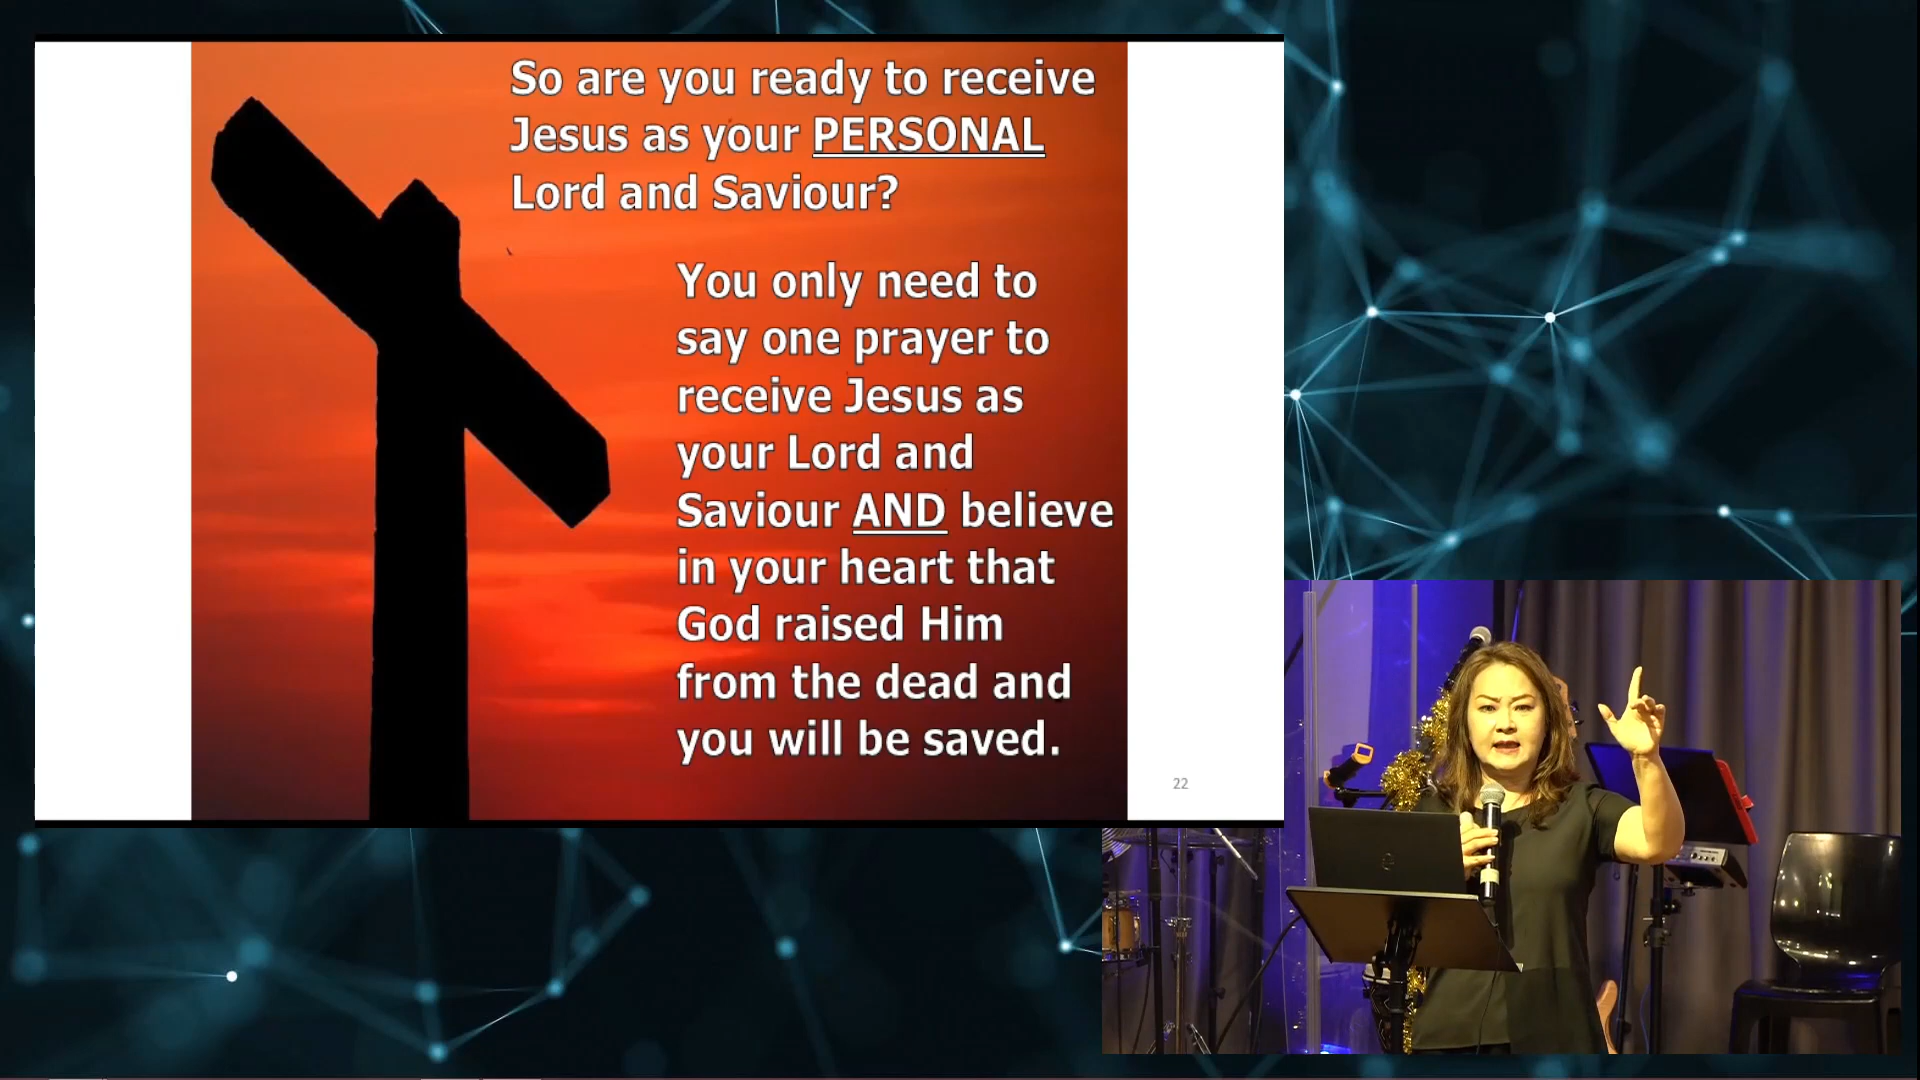 So are you ready to receive
Jesus as your PERSONAL
Lord and Saviour?
You only need to
say one prayer to
receive Jesus as
your Lord and
Saviour AND believe
in your heart that
God raised Him
from the dead and
you will be saved.
22